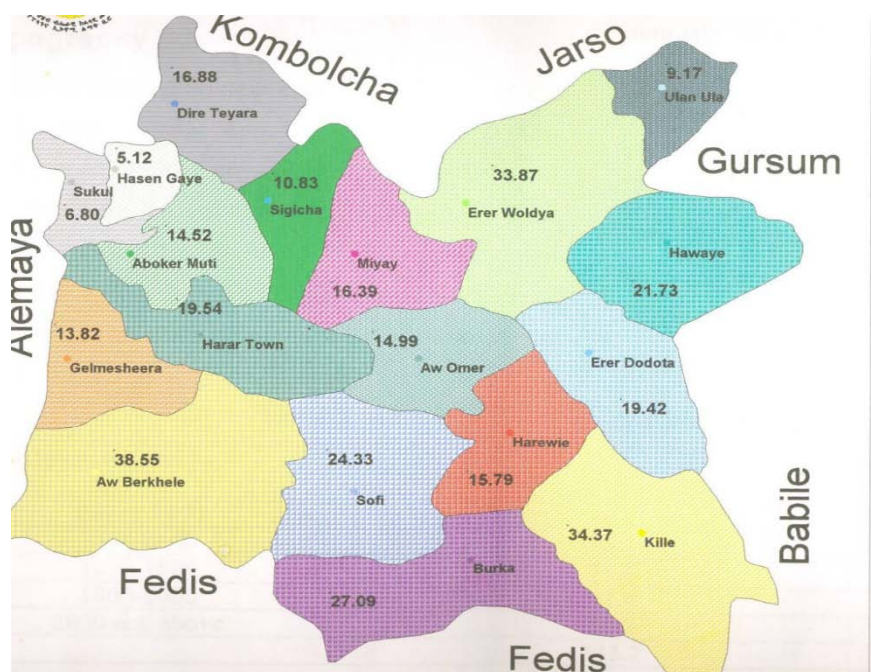 Kombolcha
Jarso
16.88
Dire Teyara
9.17
Ulan Ula
Gursum
5.12
Hasen Gaye
Sukul
6.80
10.83
Sigicha
33.87
Erer Woldya
14.52
Aboker Muti
Miyay
16.39
Hawaye
21.73
Alemaya
19.54
Harar Town
13.82
Gelmesheera
14.99
Aw Omer
Erer Dodota
19.42
38.55
Aw Berkhele
24.33
Sofi
Harewie
15.79
34.37
Kille
Babile
Fedis
Burka
27.09
Fedis